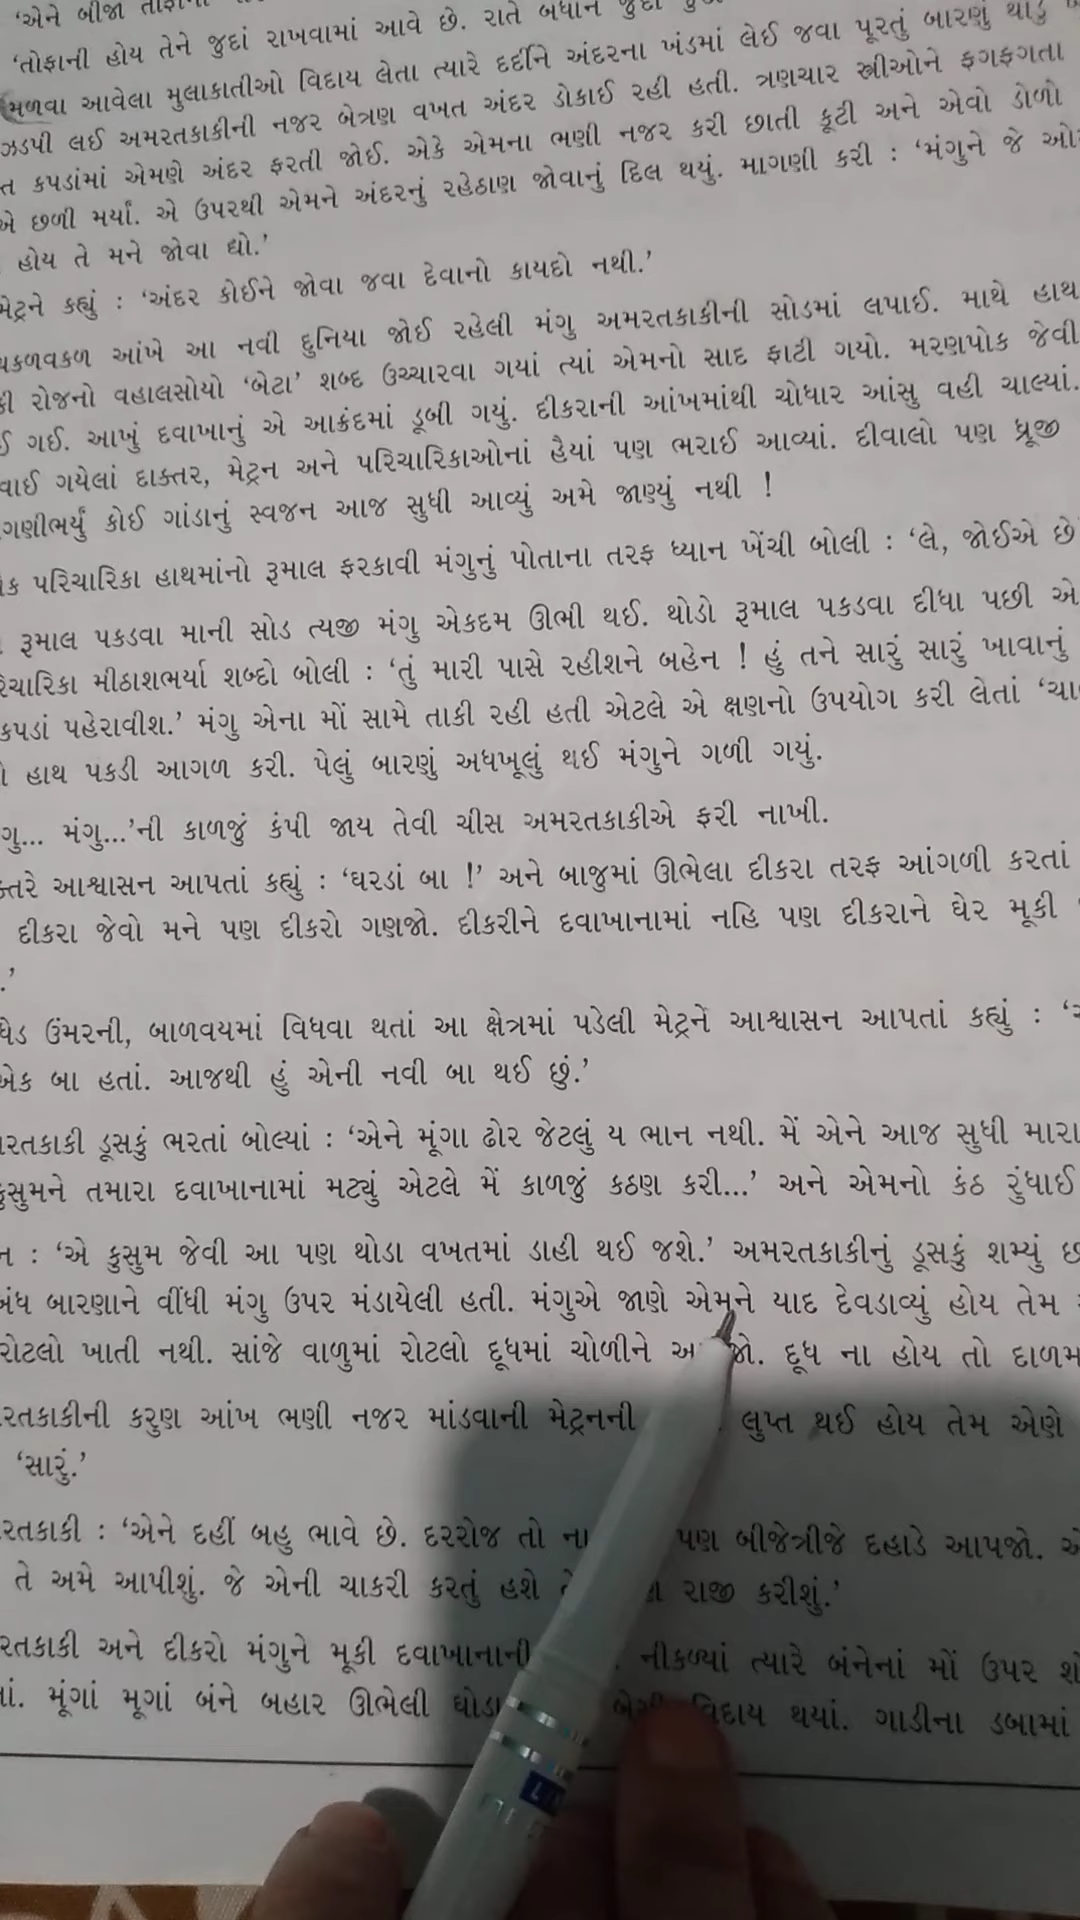 'એને બીજા
'તોફાની હોય તેને જુદાં રાખવામાં આવે છે. રાતે બધાંને જુદા
મળવા આવેલા મુલાકાતીઓ વિદાય લેતા ત્યારે દર્દીને અંદરના ખંડમાં લેઈ જવા પૂરતું બારણું થોડું
ઝડપી લઈ અમરતકાકીની નજર બેત્રણ વખત અંદર ડોકાઈ રહી હતી. ત્રણચાર સ્ત્રીઓને ફગફગતા
ત કપડાંમાં એમણે અંદર ફરતી જોઈ. એકે એમના ભણી નજર કરી છાતી કૂટી અને એવો ડોળો
એ છળી મર્યાં. એ ઉપરથી એમને અંદરનું રહેઠાણ જોવાનું દિલ થયું. માગણી કરી : 'મંગુને જે
હોય તે મને જોવા દ્યો.'
મેટ્રને કહ્યું : 'અંદર કોઈને જોવા જવા દેવાનો કાયદો નથી.'
ચકળવકળ આંખે આ નવી દુનિયા જોઈ રહેલી મંગુ અમરતકાકીની સોડમાં લપાઈ. માથે હાથ
કી રોજનો વહાલસોયો 'બેટા' શબ્દ ઉચ્ચારવા ગયાં ત્યાં એમનો સાદ ફાટી ગયો. મરણપોક જેવી
ઈ ગઈ. આખું દવાખાનું એ આક્રંદમાં ડૂબી ગયું. દીકરાની આંખમાંથી ચોધાર આંસુ વહી ચાલ્યાં.
વાઈ ગયેલાં દાક્તર, મેટ્રન અને પરિચારિકાઓનાં હૈયાં પણ ભરાઈ આવ્યાં. દીવાલો પણ ધ્રૂજી
ગણીભર્યું કોઈ ગાંડાનું સ્વજન આજ સુધી આવ્યું અમે જાણ્યું નથી !
ક પરિચારિકા હાથમાંનો રૂમાલ ફરકાવી મંગુનું પોતાના તરફ ધ્યાન ખેંચી બોલી : 'લે, જોઈએ છે
રૂમાલ પકડવા માની સોડ ત્યજી મંગુ એકદમ ઊભી થઈ. થોડો રૂમાલ પકડવા દીધા પછી એ
રિચારિકા મીઠાશભર્યા શબ્દો બોલી : 'તું મારી પાસે રહીશને બહેન ! હું તને સારું સારું ખાવાનું
કપડાં પહેરાવીશ.' મંગુ એના મોં સામે તાકી રહી હતી એટલે એ ક્ષણનો ઉપયોગ કરી લેતાં 'ચા
ો હાથ પકડી આગળ કરી. પેલું બારણું અધખૂલું થઈ મંગુને ગળી ગયું.
ગુ... મંગુ...'ની કાળજું કંપી જાય તેવી ચીસ અમરતકાકીએ ફરી નાખી.
ક્તરે આશ્વાસન આપતાં કહ્યું : 'ઘરડાં બા !' અને બાજુમાં ઊભેલા દીકરા તરફ આંગળી કરતાં
દીકરા જેવો મને પણ દીકરો ગણજો. દીકરીને દવાખાનામાં નહિ પણ દીકરાને ઘેર મૂકી
.'
ધેડ ઉંમરની, બાળવયમાં વિધવા થતાં આ ક્ષેત્રમાં પડેલી મેટ્રને આશ્વાસન આપતાં કહ્યું :
એક બા હતાં. આજથી હું એની નવી બા થઈ છું.'
રતકાકી ડૂસકું ભરતાં બોલ્યાં : 'એને મૂંગા ઢોર જેટલું ય ભાન નથી. મેં એને આજ સુધી મારા
કુસુમને તમારા દવાખાનામાં મટ્યું એટલે મેં કાળજું કઠણ કરી...' અને એમનો કંઠ રુંધાઈ
ન : 'એ કુસુમ જેવી આ પણ થોડા વખતમાં ડાહી થઈ જશે.' અમરતકાકીનું ડૂસકું શમ્યું
બંધ બારણાને વીંધી મંગુ ઉપર મંડાયેલી હતી. મંગુએ જાણે એમને યાદ દેવડાવ્યું હોય તેમ
રોટલો ખાતી નથી. સાંજે વાળુમાં રોટલો દૂધમાં ચોળીને જો. દૂધ ના હોય તો દાળમ
રતકાકીની કરુણ આંખ ભણી નજર માંડવાની મેટ્રનની લુપ્ત થઈ હોય તેમ એણે
'સારું.'
રતકાકી : 'એને દહીં બહુ ભાવે છે. દરરોજ તો ના પણ બીજેત્રીજે દહાડે આપજો.
તે અમે આપીશું. જે એની ચાકરી કરતું હશે રાજી કરીશું.'
રતકાકી અને દીકરો મંગુને મૂકી દવાખાનાની નીકળ્યાં ત્યારે બંનેનાં મોં ઉપર
ાં. મૂંગાં મૂગાં બંને બહાર ઊભેલી ઘોડા વિદાય થયાં. ગાડીના ડબામાં